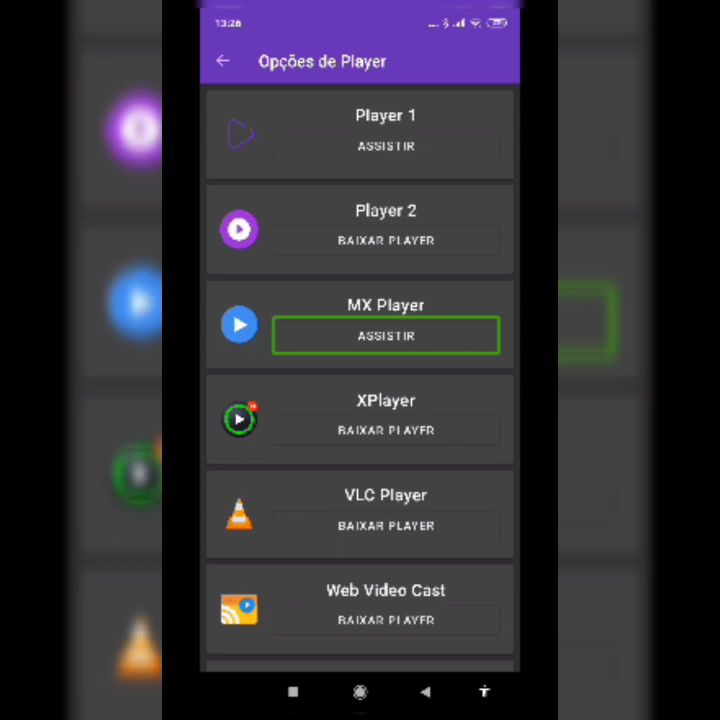 13:26
Opções de Player
Player 1
ASSISTIR
Player 2
BAIXAR PLAYER
MX Player
ASSISTIR
XPlayer
BAIXAR PLAYER
VLC Player
BAIXAR PLAYER
Web Video Cast
BAIXAR PLAYER